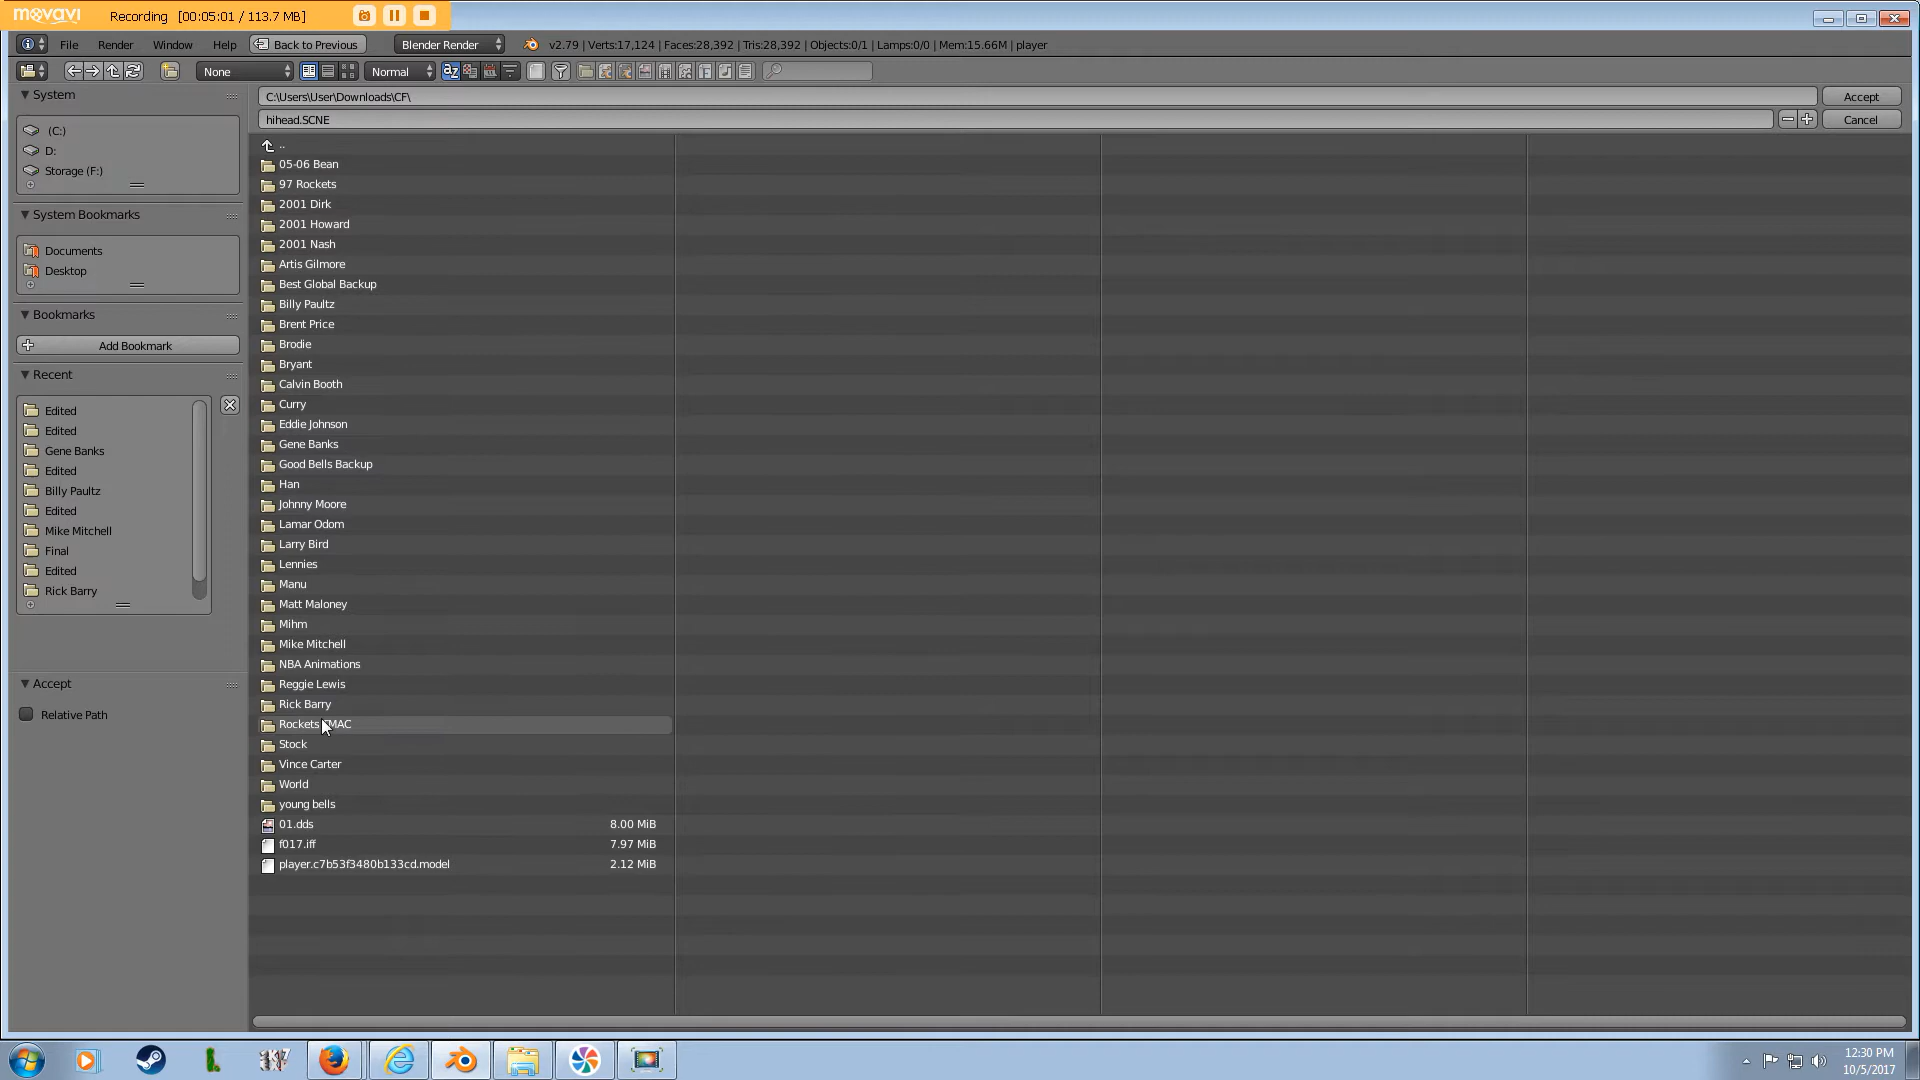 movavi Recording [00:05:01 / 113.7 MB]
File Render Window Help Back to Previous Blender Render v2.79 | Verts:17,124 | Faces:28,392 | Tris:28,392 | Objects:0/1 | Lamps:0/0 | Mem:15.66M | player
None Normal
System
C:\Users\User\Downloads\CF\ Accept
hihead.SCNE Cancel
(C:)
D:
Storage (F:)
System Bookmarks
Documents
Desktop
Bookmarks
Add Bookmark
Recent
Edited
Edited
Gene Banks
Edited
Billy Paultz
Edited
Mike Mitchell
Final
Edited
Rick Barry
Accept
Relative Path
..
05-06 Bean
97 Rockets
2001 Dirk
2001 Howard
2001 Nash
Artis Gilmore
Best Global Backup
Billy Paultz
Brent Price
Brodie
Bryant
Calvin Booth
Curry
Eddie Johnson
Gene Banks
Good Bells Backup
Han
Johnny Moore
Lamar Odom
Larry Bird
Lennies
Manu
Matt Maloney
Mihm
Mike Mitchell
NBA Animations
Reggie Lewis
Rick Barry
Rockets MAC
Stock
Vince Carter
World
young bells
01.dds 8.00 MiB
f017.iff 7.97 MiB
player.c7b53f3480b133cd.model 2.12 MiB
12:30 PM
10/5/2017